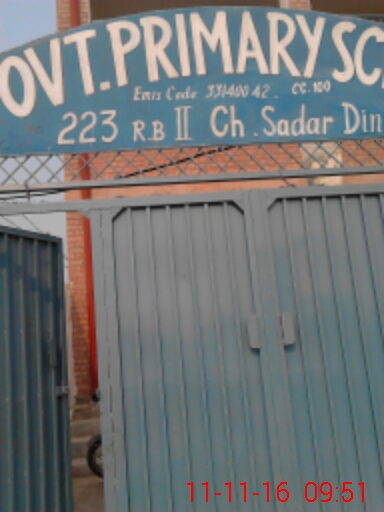 OVT. PRIMARY SC
Emis Code 33140042. CC.100
223 R.B II Ch. Sadar Din
11-11-16 09:51